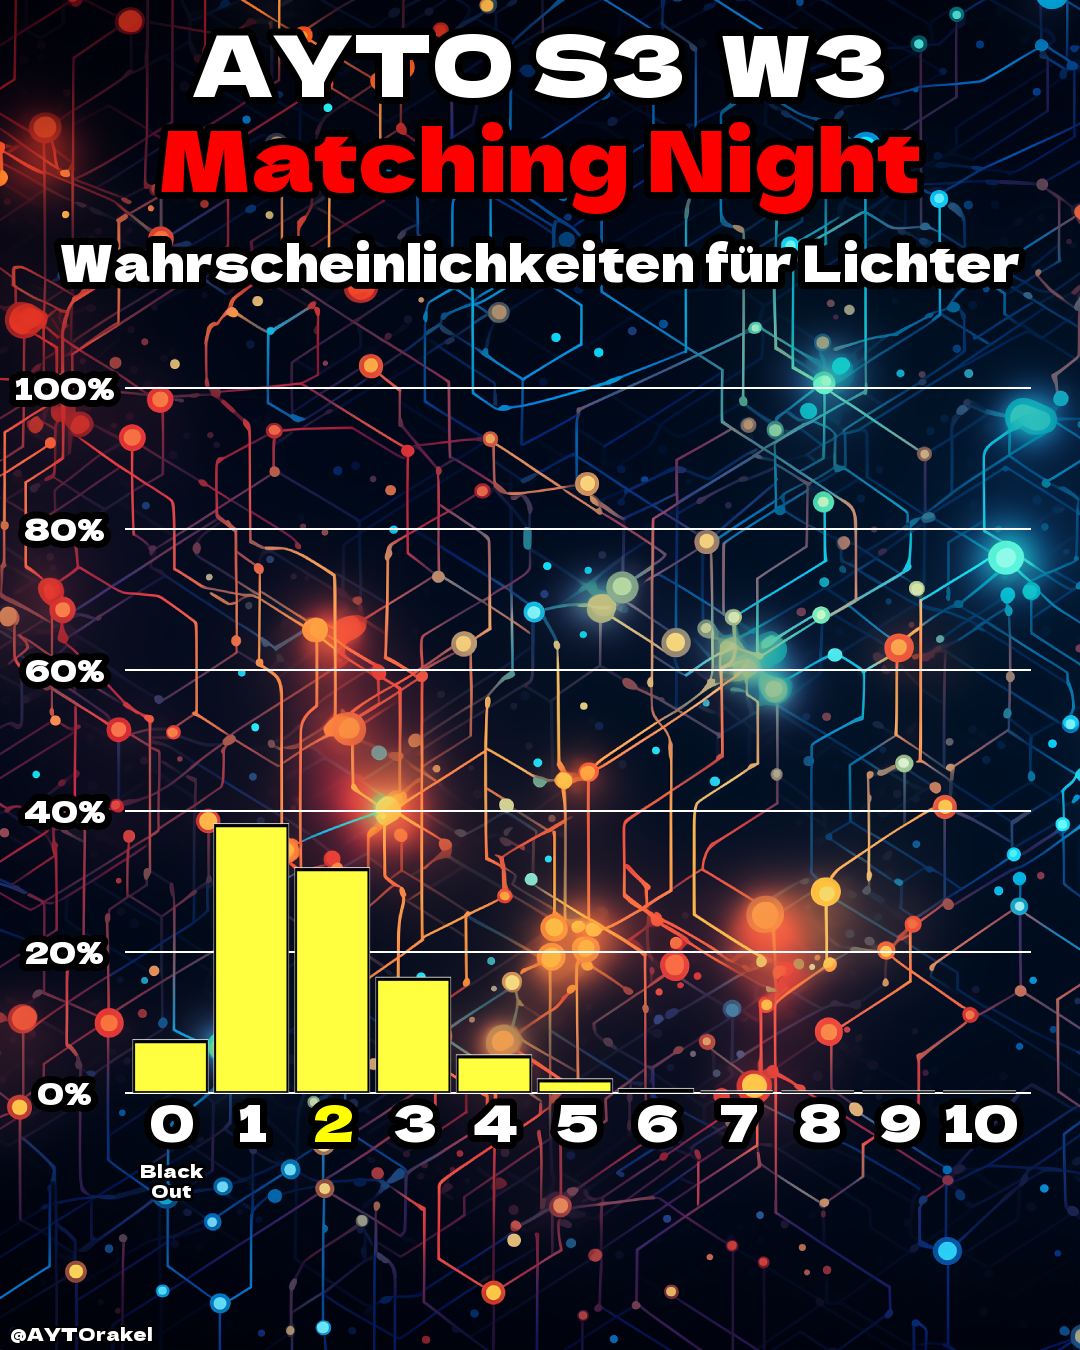 AYTO S3 W3
Matching Night
Wahrscheinlichkeiten für Lichter
100%
80%
60%
40%
20%
0%
0 1 2 3 4 5 6 7 8 9 10
Black
Out
@AYTOrakel